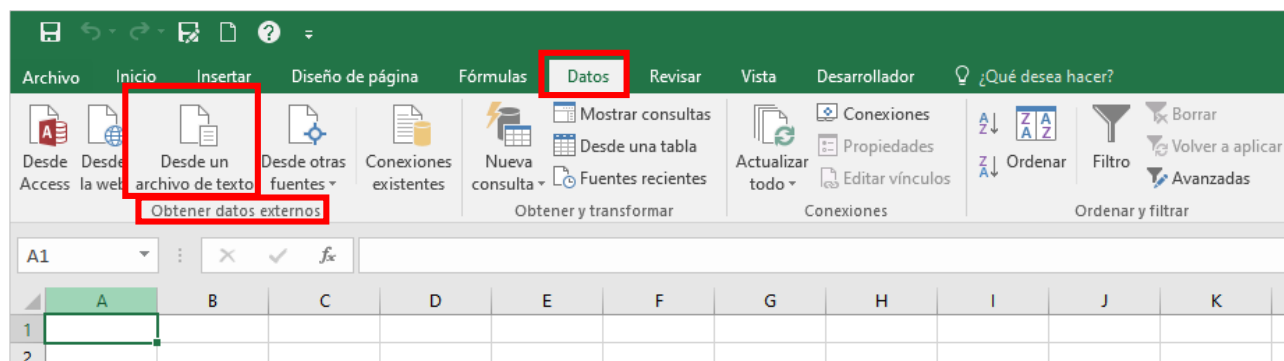 Archivo Inicio Insertar Diseño de página Fórmulas Datos Revisar Vista Desarrollador ¿Qué desea hacer?
Desde Access
Desde la web
Desde un archivo de texto
Desde otras fuentes
Conexiones existentes
Obtener datos externos
Nueva consulta
Mostrar consultas
Desde una tabla
Fuentes recientes
Obtener y transformar
Actualizar todo
Conexiones
Propiedades
Editar vínculos
Conexiones
Ordenar
Filtro
Borrar
Volver a aplicar
Avanzadas
Ordenar y filtrar
A1 fx
A B C D E F G H I J K
1
2